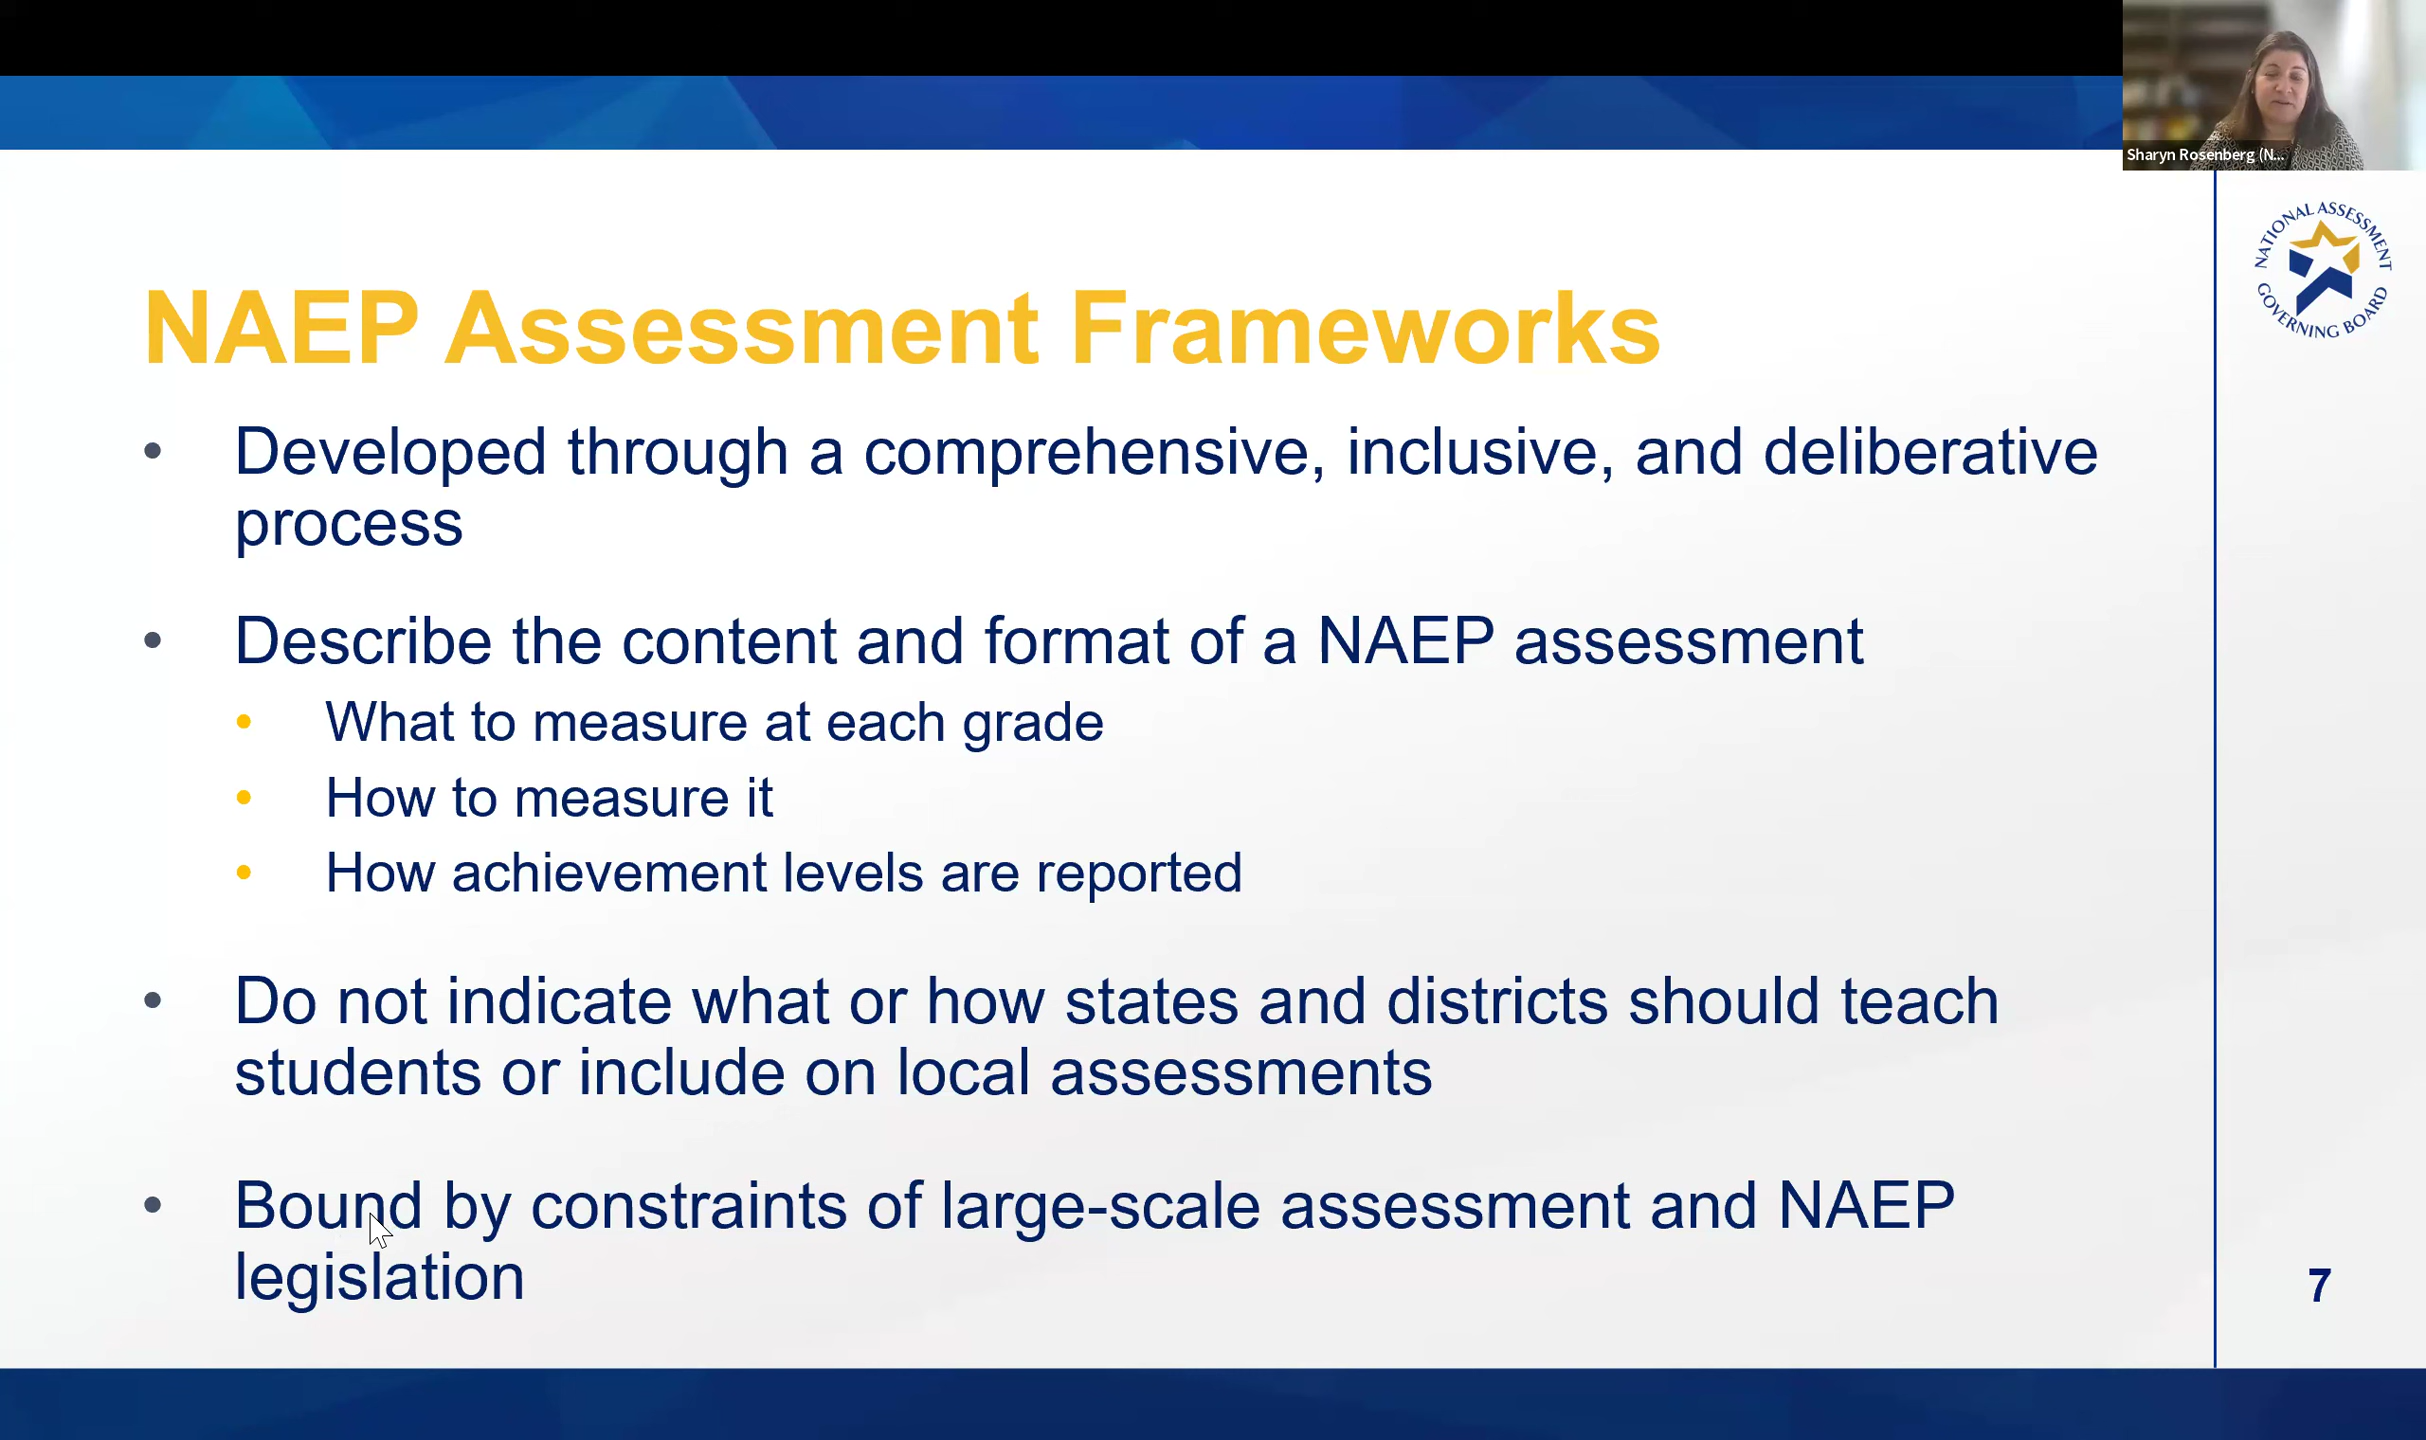 Sharyn Rosenberg (N...
NATIONAL ASSESSMENT
GOVERNING BOARD
NAEP Assessment Frameworks
• Developed through a comprehensive, inclusive, and deliberative
process
• Describe the content and format of a NAEP assessment
• What to measure at each grade
• How to measure it
• How achievement levels are reported
• Do not indicate what or how states and districts should teach
students or include on local assessments
• Bound by constraints of large-scale assessment and NAEP
legislation
7